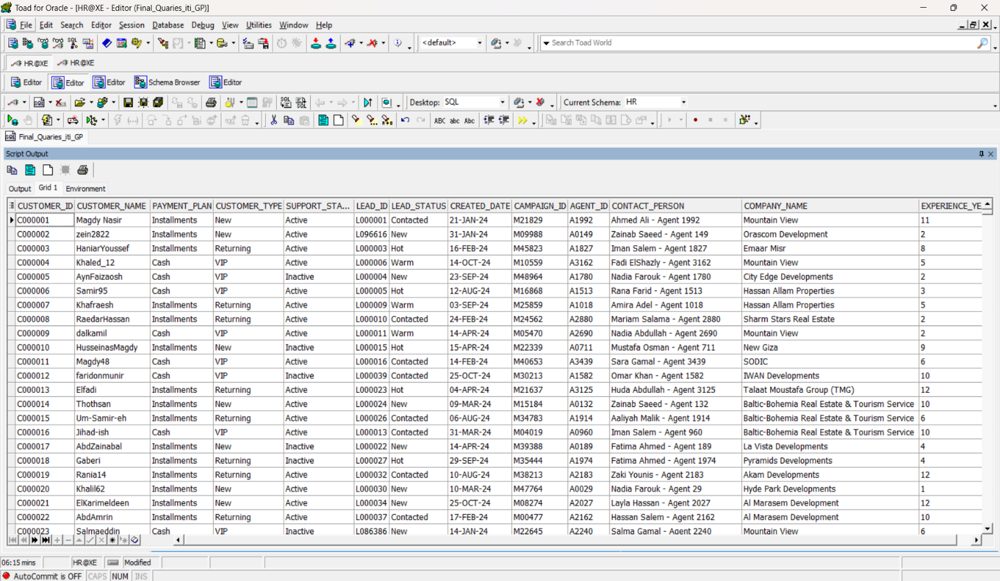 Toad for Oracle - [HR@XE - Editor (Final_Quaries_iti_GP)]
File Edit Search Editor Session Database Debug View Utilities Window Help
<default> Search Toad World
HR@XE HR@XE
Editor Editor Editor Schema Browser Editor
Desktop: SQL Current Schema: HR
ABC abc Abc
Final_Quaries_iti_GP
Script Output
Output Grid 1 Environment
CUSTOMER_ID CUSTOMER_NAME PAYMENT_PLAN CUSTOMER_TYPE SUPPORT_STA... LEAD_ID LEAD_STATUS CREATED_DATE CAMPAIGN_ID AGENT_ID CONTACT_PERSON COMPANY_NAME EXPERIENCE_YE
C000001 Magdy Nasir Installments New Active L000001 Contacted 21-JAN-24 M21829 A1992 Ahmed Ali - Agent 1992 Mountain View 11
C000002 zein2822 Installments New Active L096616 New 31-JAN-24 M09988 A0149 Zainab Saeed - Agent 149 Orascom Development 2
C000003 HaniarYoussef Installments Returning Active L000003 Hot 16-FEB-24 M45823 A1827 Iman Salem - Agent 1827 Emaar Misr 8
C000004 Khaled_12 Cash VIP Active L000006 Warm 14-OCT-24 M10559 A3162 Fadi ElShazly - Agent 3162 Mountain View 5
C000005 AynFaizaosh Cash VIP Inactive L000004 New 23-SEP-24 M48964 A1780 Nadia Farouk - Agent 1780 City Edge Developments 2
C000006 Samir95 Cash VIP Active L000005 Hot 12-AUG-24 M16868 A1513 Rana Farid - Agent 1513 Hassan Allam Properties 3
C000007 Khafraesh Installments Returning Active L000009 Warm 03-SEP-24 M25859 A1018 Amira Adel - Agent 1018 Hassan Allam Properties 5
C000008 RaedarHassan Installments Returning Active L000010 Contacted 24-FEB-24 M24562 A2880 Mariam Salama - Agent 2880 Sharm Stars Real Estate 2
C000009 dalkamil Cash VIP Active L000011 Warm 14-APR-24 M05470 A2690 Nadia Abdullah - Agent 2690 Mountain View 2
C000010 HusseinasMagdy Installments New Inactive L000015 Hot 15-APR-24 M22339 A0711 Mustafa Osman - Agent 711 New Giza 9
C000011 Magdy48 Cash VIP Active L000016 Contacted 14-FEB-24 M40653 A3439 Sara Gamal - Agent 3439 SODIC 6
C000012 faridonmunir Cash VIP Inactive L000039 Contacted 25-OCT-24 M30213 A1582 Omar Khan - Agent 1582 IWAN Developments 10
C000013 Elfadi Installments Returning Active L000023 Hot 04-APR-24 M21637 A3125 Huda Abdullah - Agent 3125 Talaat Moustafa Group (TMG) 12
C000014 Thothsan Installments New Active L000024 New 09-MAR-24 M15184 A0132 Zainab Saeed - Agent 132 Baltic-Bohemia Real Estate & Tourism Service 10
C000015 Um-Samir-eh Installments Returning Active L000026 Contacted 06-AUG-24 M34783 A1914 Aaliyah Malik - Agent 1914 Baltic-Bohemia Real Estate & Tourism Service 6
C000016 Jihad-ish Cash VIP Active L000013 Contacted 31-MAR-24 M04019 A0960 Iman Salem - Agent 960 Baltic-Bohemia Real Estate & Tourism Service 10
C000017 AbdZainabal Installments New Inactive L000022 New 14-APR-24 M39388 A0189 Fatima Ahmed - Agent 189 La Vista Developments 4
C000018 Gaberi Installments Returning Inactive L000027 Hot 29-SEP-24 M35444 A1974 Fatima Ahmed - Agent 1974 Pyramids Developments 4
C000019 Rania14 Installments Returning Active L000032 Contacted 10-AUG-24 M38213 A2183 Zaki Younis - Agent 2183 Akam Developments 12
C000020 Khalil62 Installments New Active L000030 New 10-MAR-24 M47764 A0029 Nadia Farouk - Agent 29 Hyde Park Developments 1
C000021 ElKarimeldeen Installments New Active L000034 New 25-OCT-24 M08274 A2027 Layla Hassan - Agent 2027 Al Marasem Development 12
C000022 AbdAmrin Installments Returning Active L000037 Contacted 17-FEB-24 M00477 A2162 Hassan Salem - Agent 2162 Al Marasem Development 10
C000023 Salmaeddin Cash VIP Inactive L086386 New 14-JAN-24 M22645 A2240 Salma Gamal - Agent 2240 Mountain View 6
06:15 mins HR@XE Modified
AutoCommit is OFF CAPS NUM INS